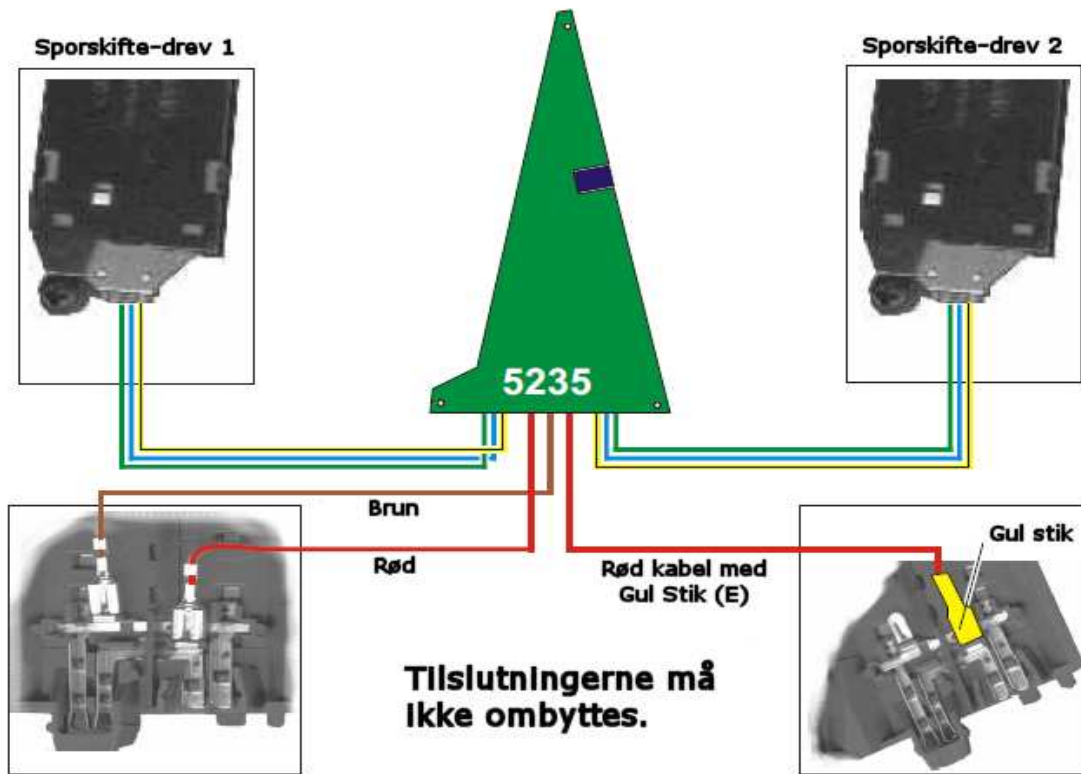 Sporskifte-drev 1
Sporskifte-drev 2
5235
Brun
Rød
Rød kabel med
Gul Stik (E)
Gul stik
Tilslutningerne må
ikke ombyttes.